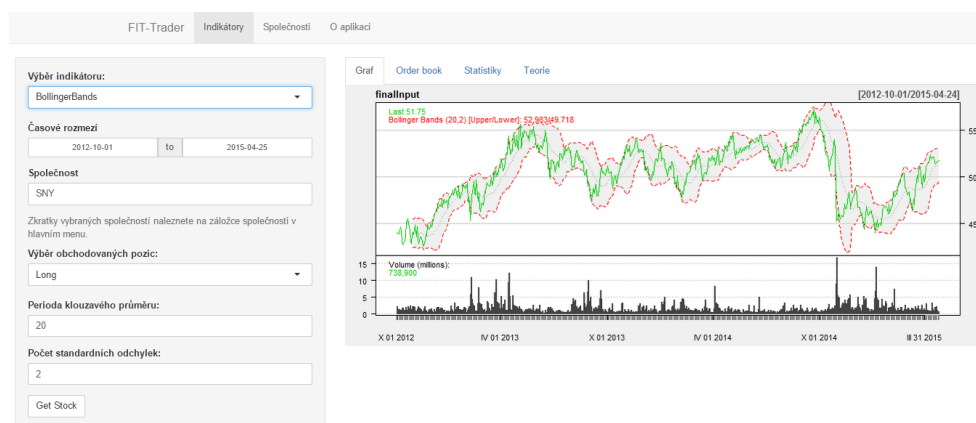 FIT-Trader Indikátory Společnosti O aplikaci
Výběr indikátoru:
BollingerBands
Časové rozmezí
2012-10-01 to 2015-04-25
Společnost
SNY
Zkratky vybraných společností naleznete na záložce společnosti v
hlavním menu.
Výběr obchodovaných pozic:
Long
Perioda klouzavého průměru:
20
Počet standardních odchylek:
2
Get Stock
Graf Order book Statistiky Teorie
finalInput [2012-10-01/2015-04-24]
Last 51.75
Bollinger Bands (20,2) [Upper/Lower]: 52.983/49.718
55
50
45
Volume (millions):
738,900
15
10
5
0
X 01 2012 IV 01 2013 X 01 2013 IV 01 2014 X 01 2014 III 31 2015